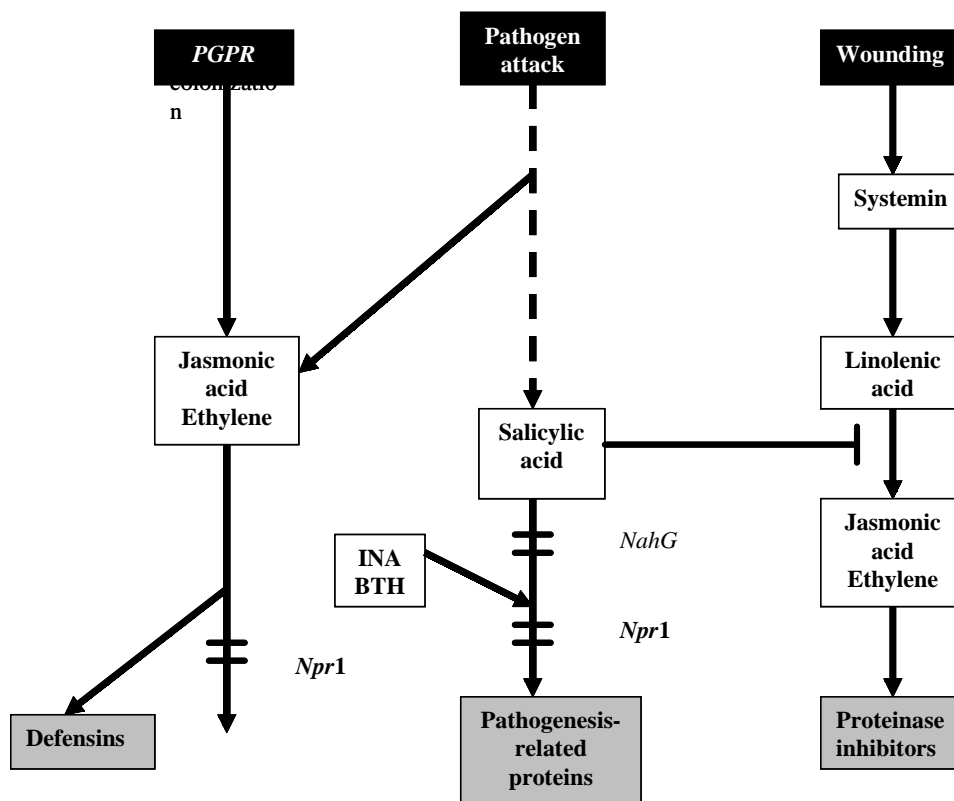 PGPR
colonizatio
n
Pathogen
attack
Wounding
Systemin
Jasmonic
acid
Ethylene
Linolenic
acid
Salicylic
acid
Jasmonic
acid
Ethylene
INA
BTH
NahG
Npr1
Npr1
Defensins
Pathogenesis-
related
proteins
Proteinase
inhibitors